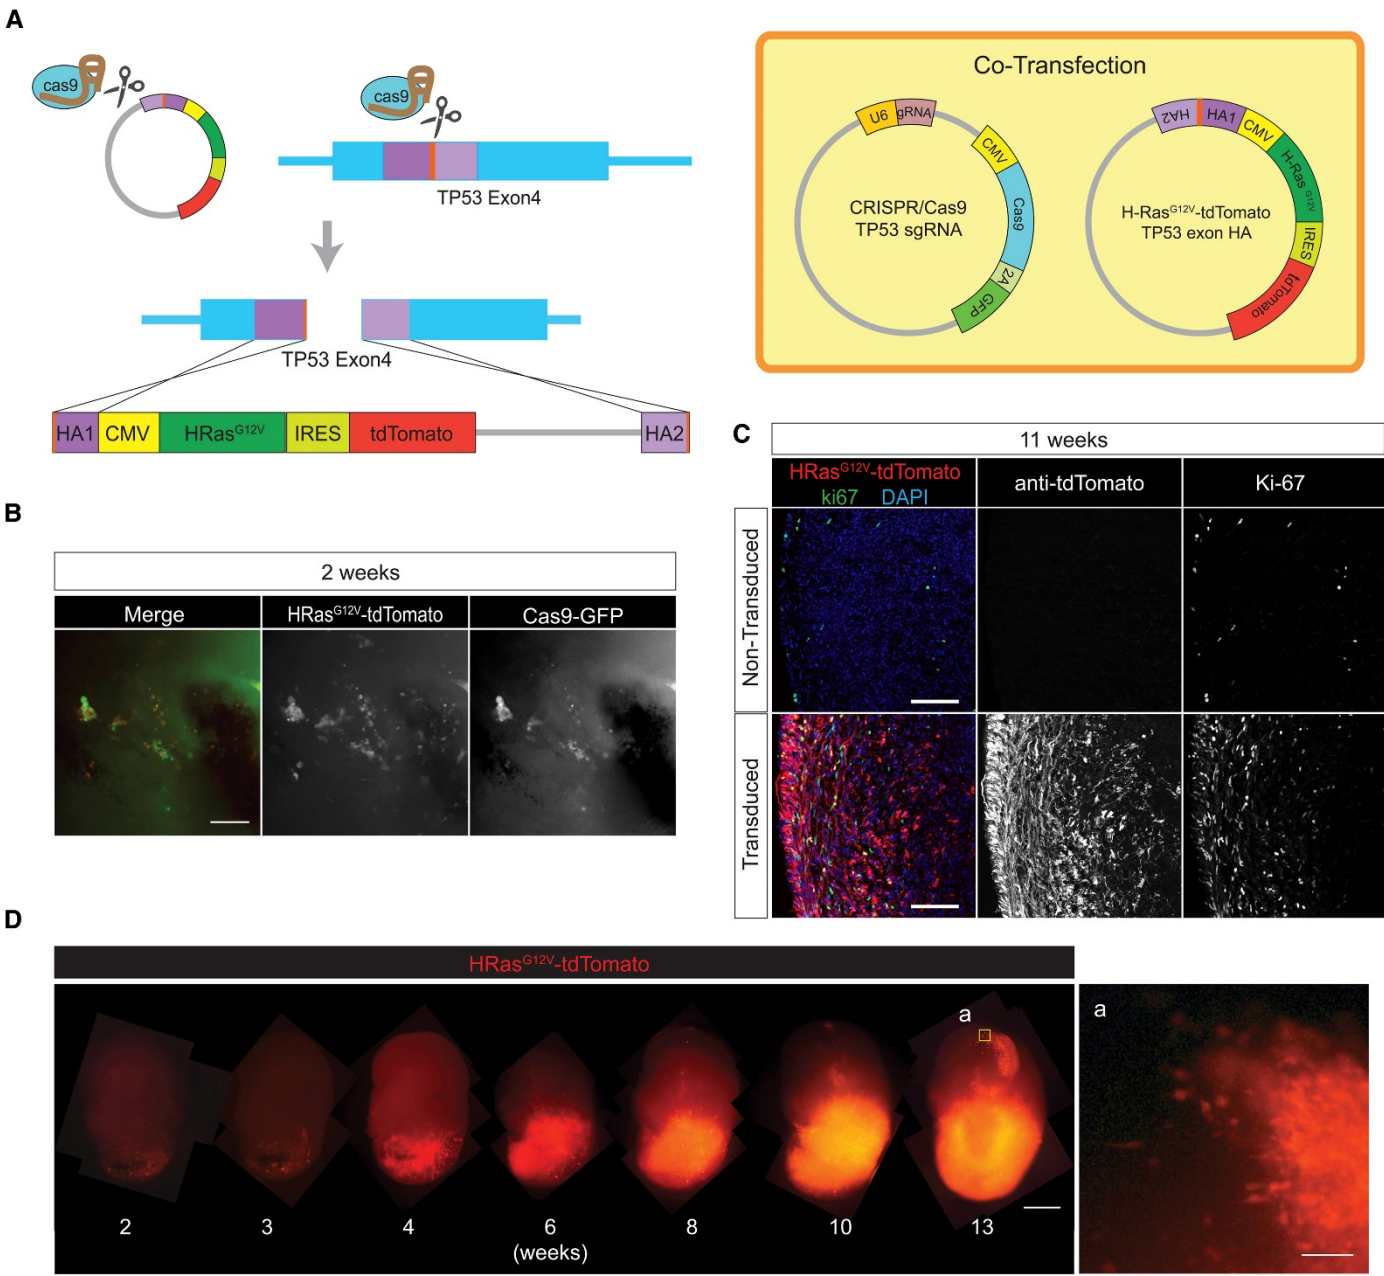 A
cas9
cas9
TP53 Exon4
TP53 Exon4
HA1 CMV HRasG12V IRES tdTomato HA2
Co-Transfection
U6 gRNA CMV Cas9 2A GFP
CRISPR/Cas9
TP53 sgRNA
HA2 HA1 CMV H-Ras G12V IRES tdTomato
H-RasG12V-tdTomato
TP53 exon HA
B
2 weeks
Merge HRasG12V-tdTomato Cas9-GFP
C
11 weeks
HRasG12V-tdTomato anti-tdTomato Ki-67
ki67 DAPI
Non-Transduced
Transduced
D
HRasG12V-tdTomato
a
a
2 3 4 6 8 10 13
(weeks)